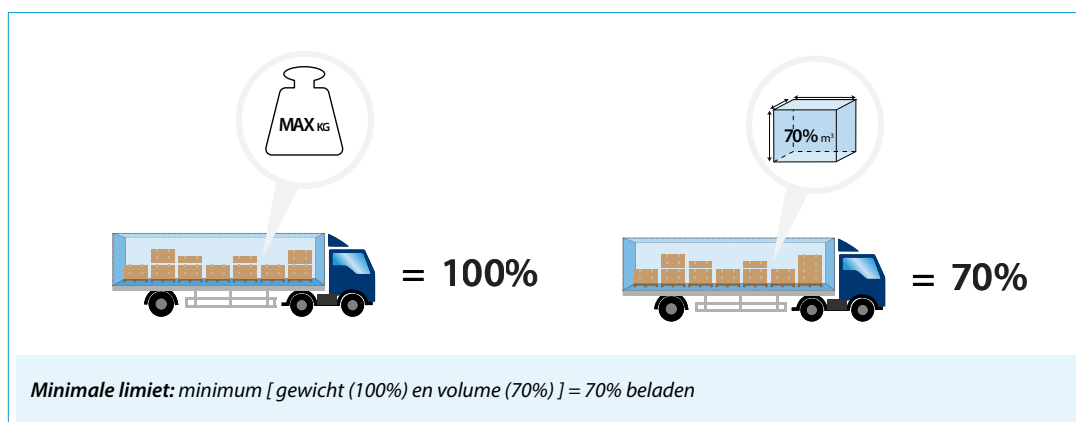 MAX KG
70% m³
= 100%
= 70%
Minimale limiet: minimum [ gewicht (100%) en volume (70%) ] = 70% beladen